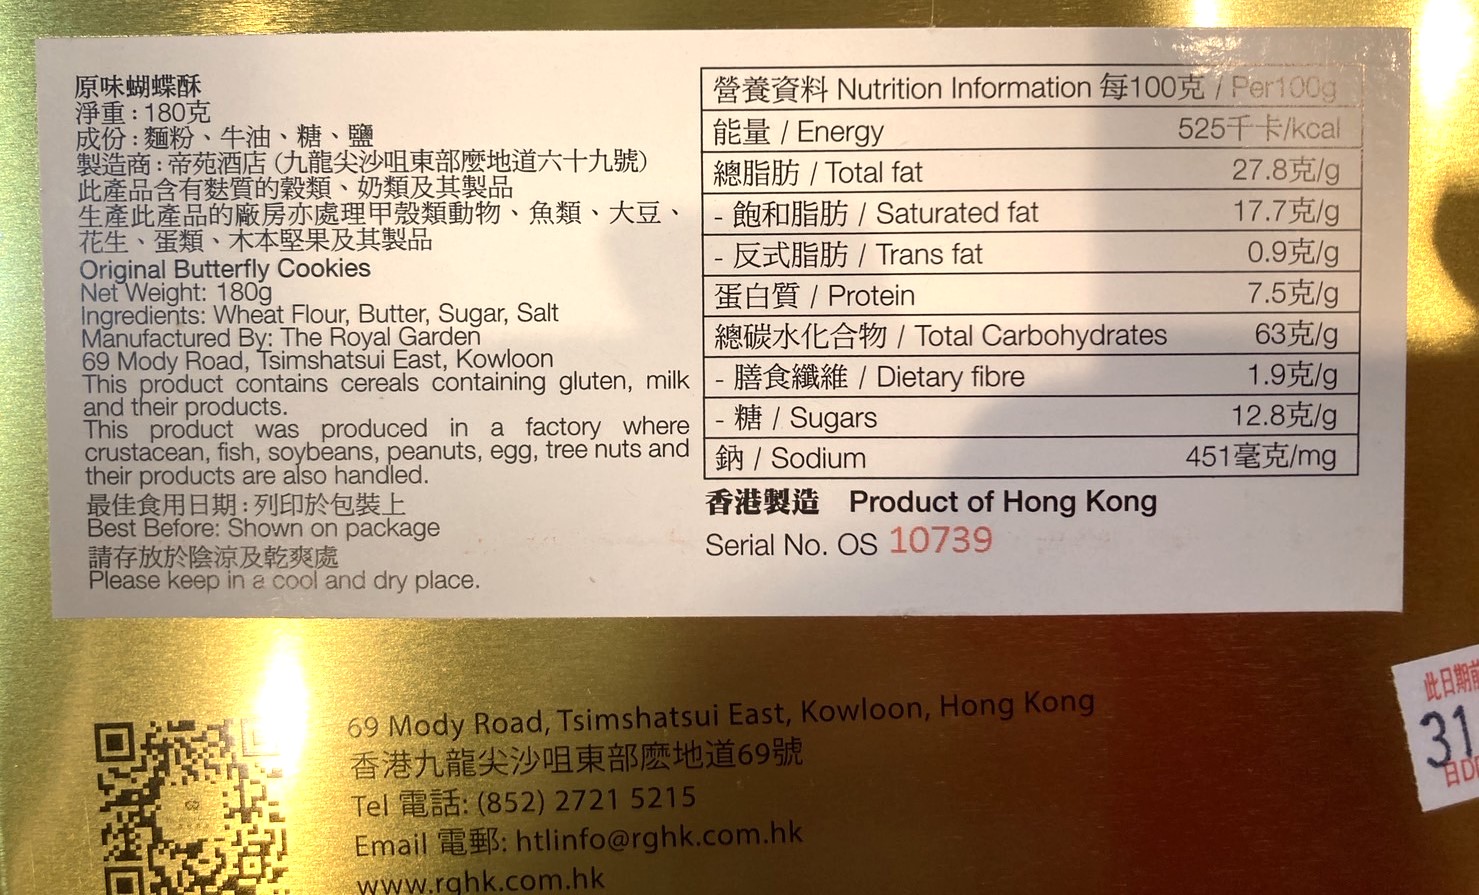 原味蝴蝶酥
淨重：180克
成份：麵粉、牛油、糖、鹽
製造商：帝苑酒店（九龍尖沙咀東部麼地道六十九號）
此產品含有麩質的穀類、奶類及其製品
生產此產品的廠房亦處理甲殼類動物、魚類、大豆、
花生、蛋類、木本堅果及其製品
Original Butterfly Cookies
Net Weight: 180g
Ingredients: Wheat Flour, Butter, Sugar, Salt
Manufactured By: The Royal Garden
69 Mody Road, Tsimshatsui East, Kowloon
This product contains cereals containing gluten, milk
and their products.
This product was produced in a factory where
crustacean, fish, soybeans, peanuts, egg, tree nuts and
their products are also handled.
最佳食用日期：列印於包裝上
Best Before: Shown on package
請存放於陰涼及乾爽處
Please keep in a cool and dry place.
營養資料 Nutrition Information 每100克 / Per100g
能量 / Energy 525千卡/kcal
總脂肪 / Total fat 27.8克/g
- 飽和脂肪 / Saturated fat 17.7克/g
- 反式脂肪 / Trans fat 0.9克/g
蛋白質 / Protein 7.5克/g
總碳水化合物 / Total Carbohydrates 63克/g
- 膳食纖維 / Dietary fibre 1.9克/g
- 糖 / Sugars 12.8克/g
鈉 / Sodium 451毫克/mg
香港製造 Product of Hong Kong
Serial No. OS 10739
69 Mody Road, Tsimshatsui East, Kowloon, Hong Kong
香港九龍尖沙咀東部麼地道69號
Tel 電話: (852) 2721 5215
Email 電郵: htlinfo@rghk.com.hk
www.rghk.com.hk
此日期前
31
日